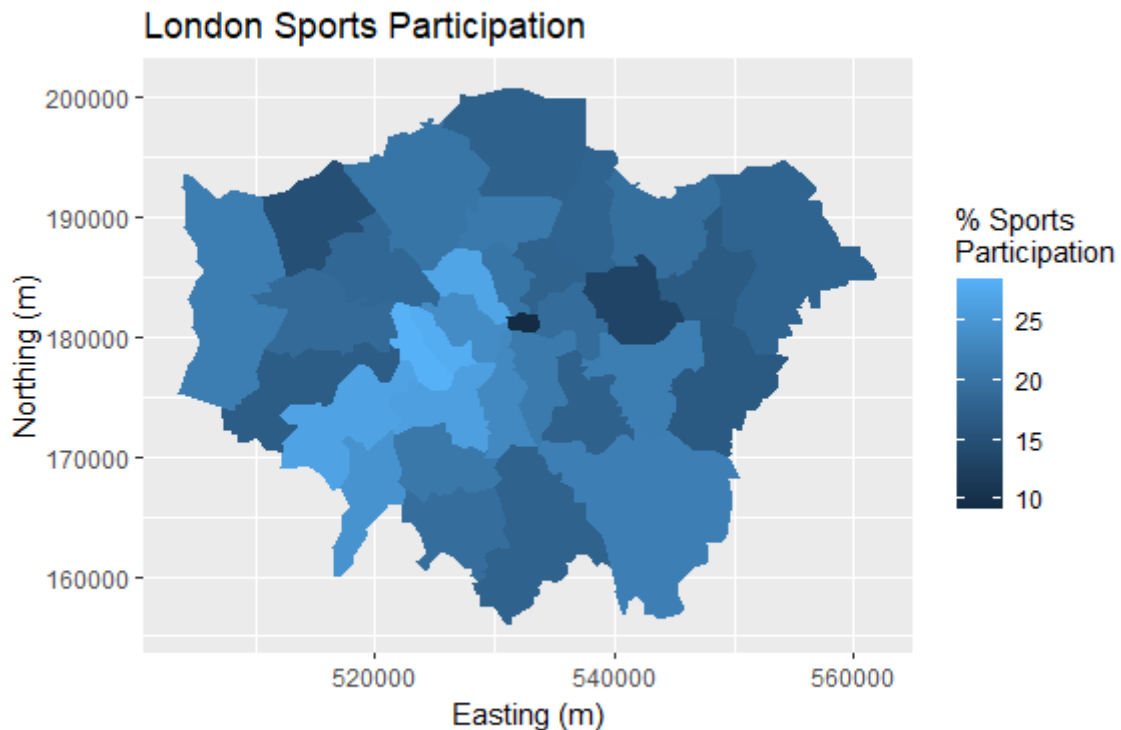 London Sports Participation
200000
190000
180000
170000
160000
Northing (m)
520000
540000
560000
Easting (m)
% Sports
Participation
25
20
15
10